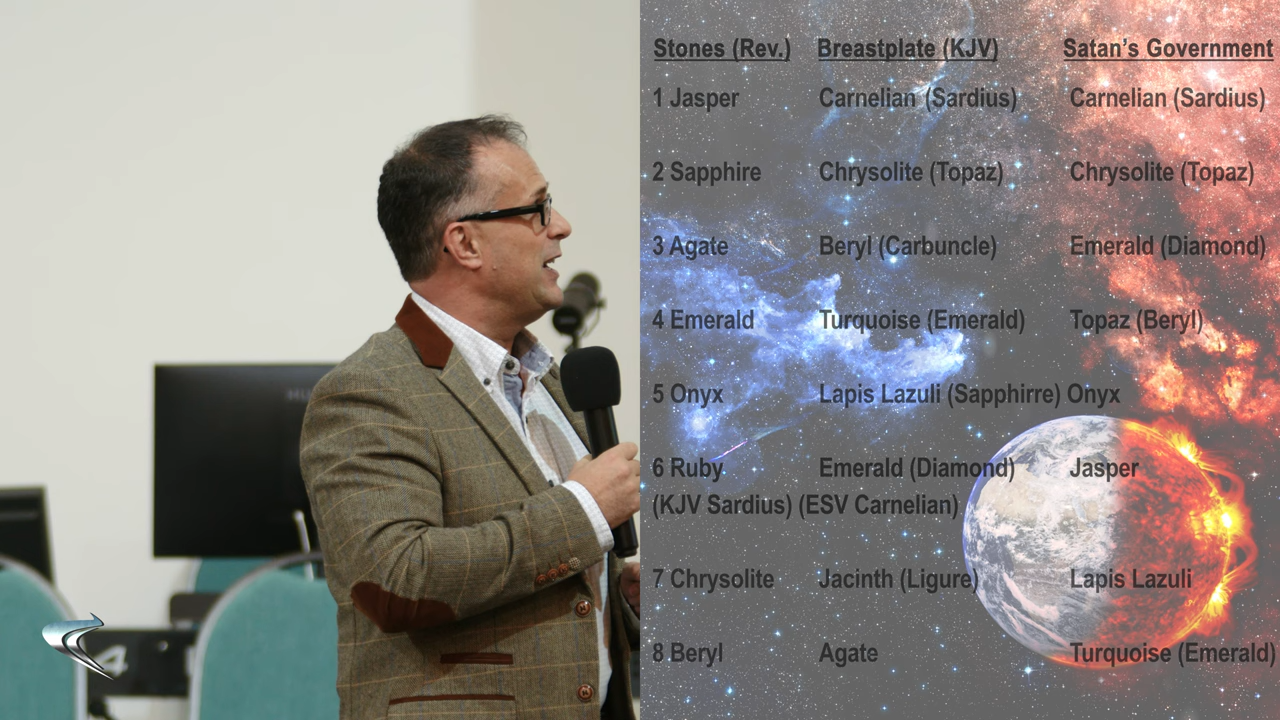 Stones (Rev.) Breastplate (KJV) Satan's Government
1 Jasper Carnelian (Sardius) Carnelian (Sardius)
2 Sapphire Chrysolite (Topaz) Chrysolite (Topaz)
3 Agate Beryl (Carbuncle) Emerald (Diamond)
4 Emerald Turquoise (Emerald) Topaz (Beryl)
5 Onyx Lapis Lazuli (Sapphirre) Onyx
6 Ruby Emerald (Diamond) Jasper
(KJV Sardius) (ESV Carnelian)
7 Chrysolite Jacinth (Ligure) Lapis Lazuli
8 Beryl Agate Turquoise (Emerald)
4